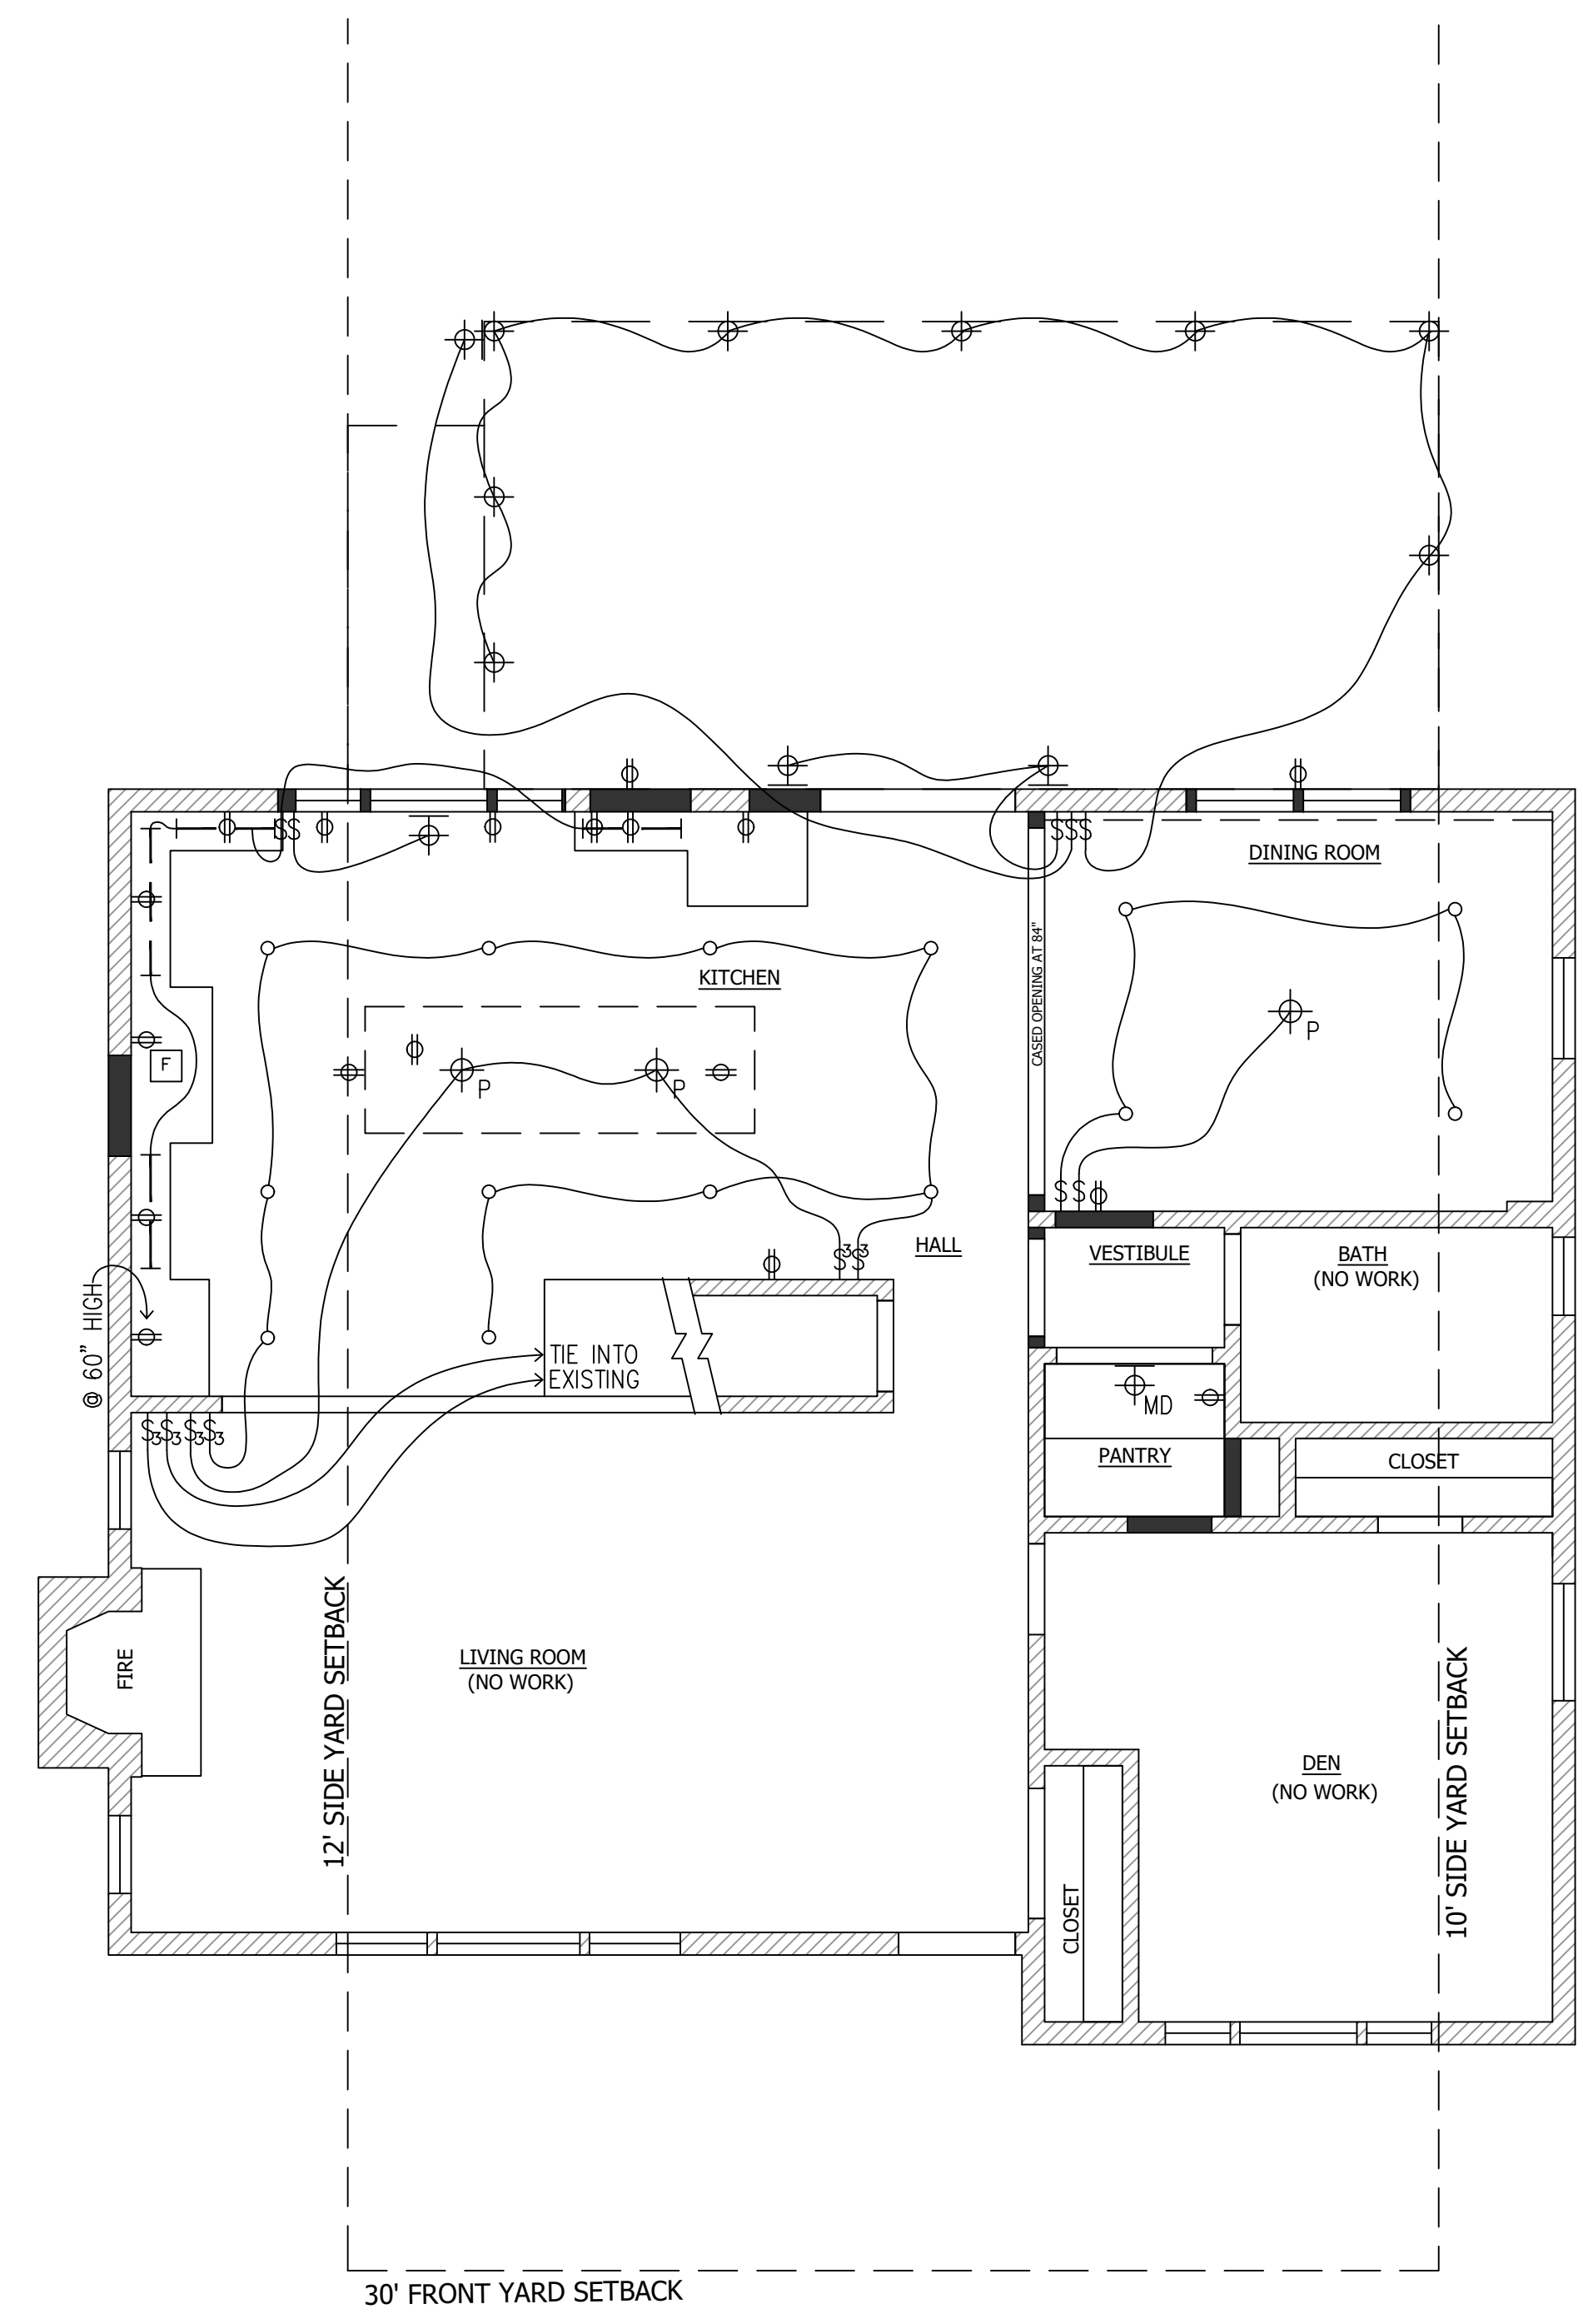 $$
$$$
DINING ROOM
CASED OPENING AT 84"
KITCHEN
P
P
P
F
$$
$3$3
HALL
VESTIBULE
BATH
(NO WORK)
@ 60" HIGH
TIE INTO
EXISTING
MD
$3$3$3$3
PANTRY
CLOSET
FIRE
12' SIDE YARD SETBACK
LIVING ROOM
(NO WORK)
10' SIDE YARD SETBACK
DEN
(NO WORK)
CLOSET
30' FRONT YARD SETBACK